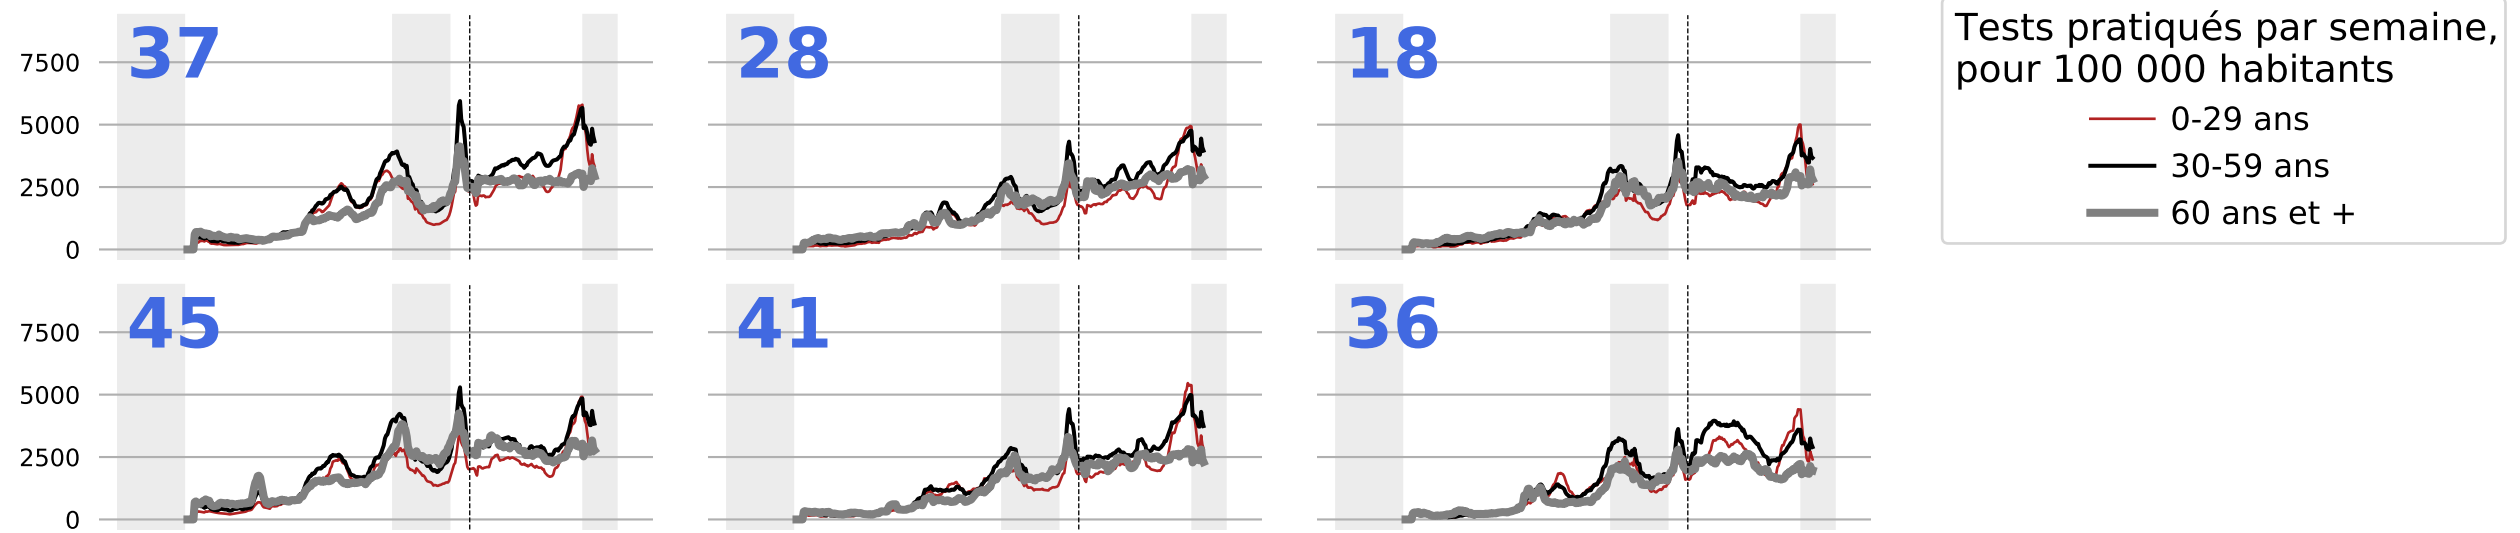 37
28
18
7500
5000
2500
0
45
41
36
7500
5000
2500
0
Tests pratiqués par semaine,
pour 100 000 habitants
0-29 ans
30-59 ans
60 ans et +